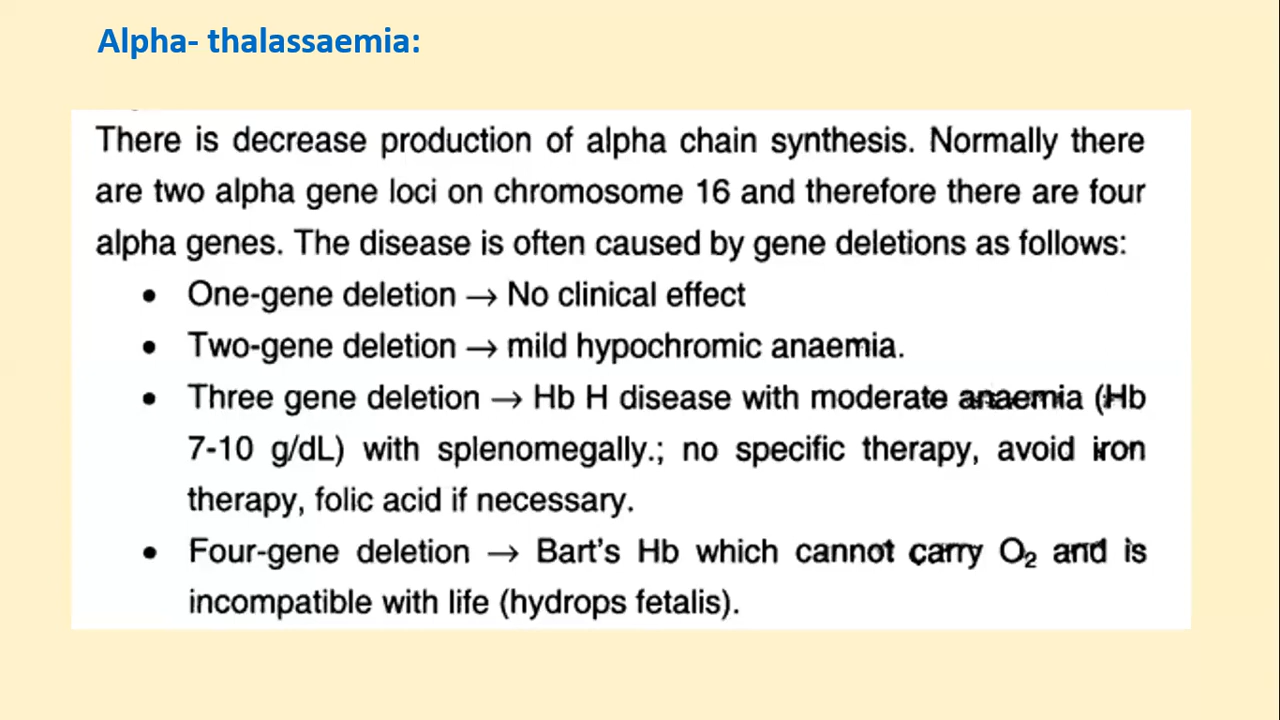 Alpha- thalassaemia:
There is decrease production of alpha chain synthesis. Normally there
are two alpha gene loci on chromosome 16 and therefore there are four
alpha genes. The disease is often caused by gene deletions as follows:
• One-gene deletion → No clinical effect
• Two-gene deletion → mild hypochromic anaemia.
• Three gene deletion → Hb H disease with moderate anaemia (Hb
7-10 g/dL) with splenomegally.; no specific therapy, avoid iron
therapy, folic acid if necessary.
• Four-gene deletion → Bart's Hb which cannot carry O₂ and is
incompatible with life (hydrops fetalis).